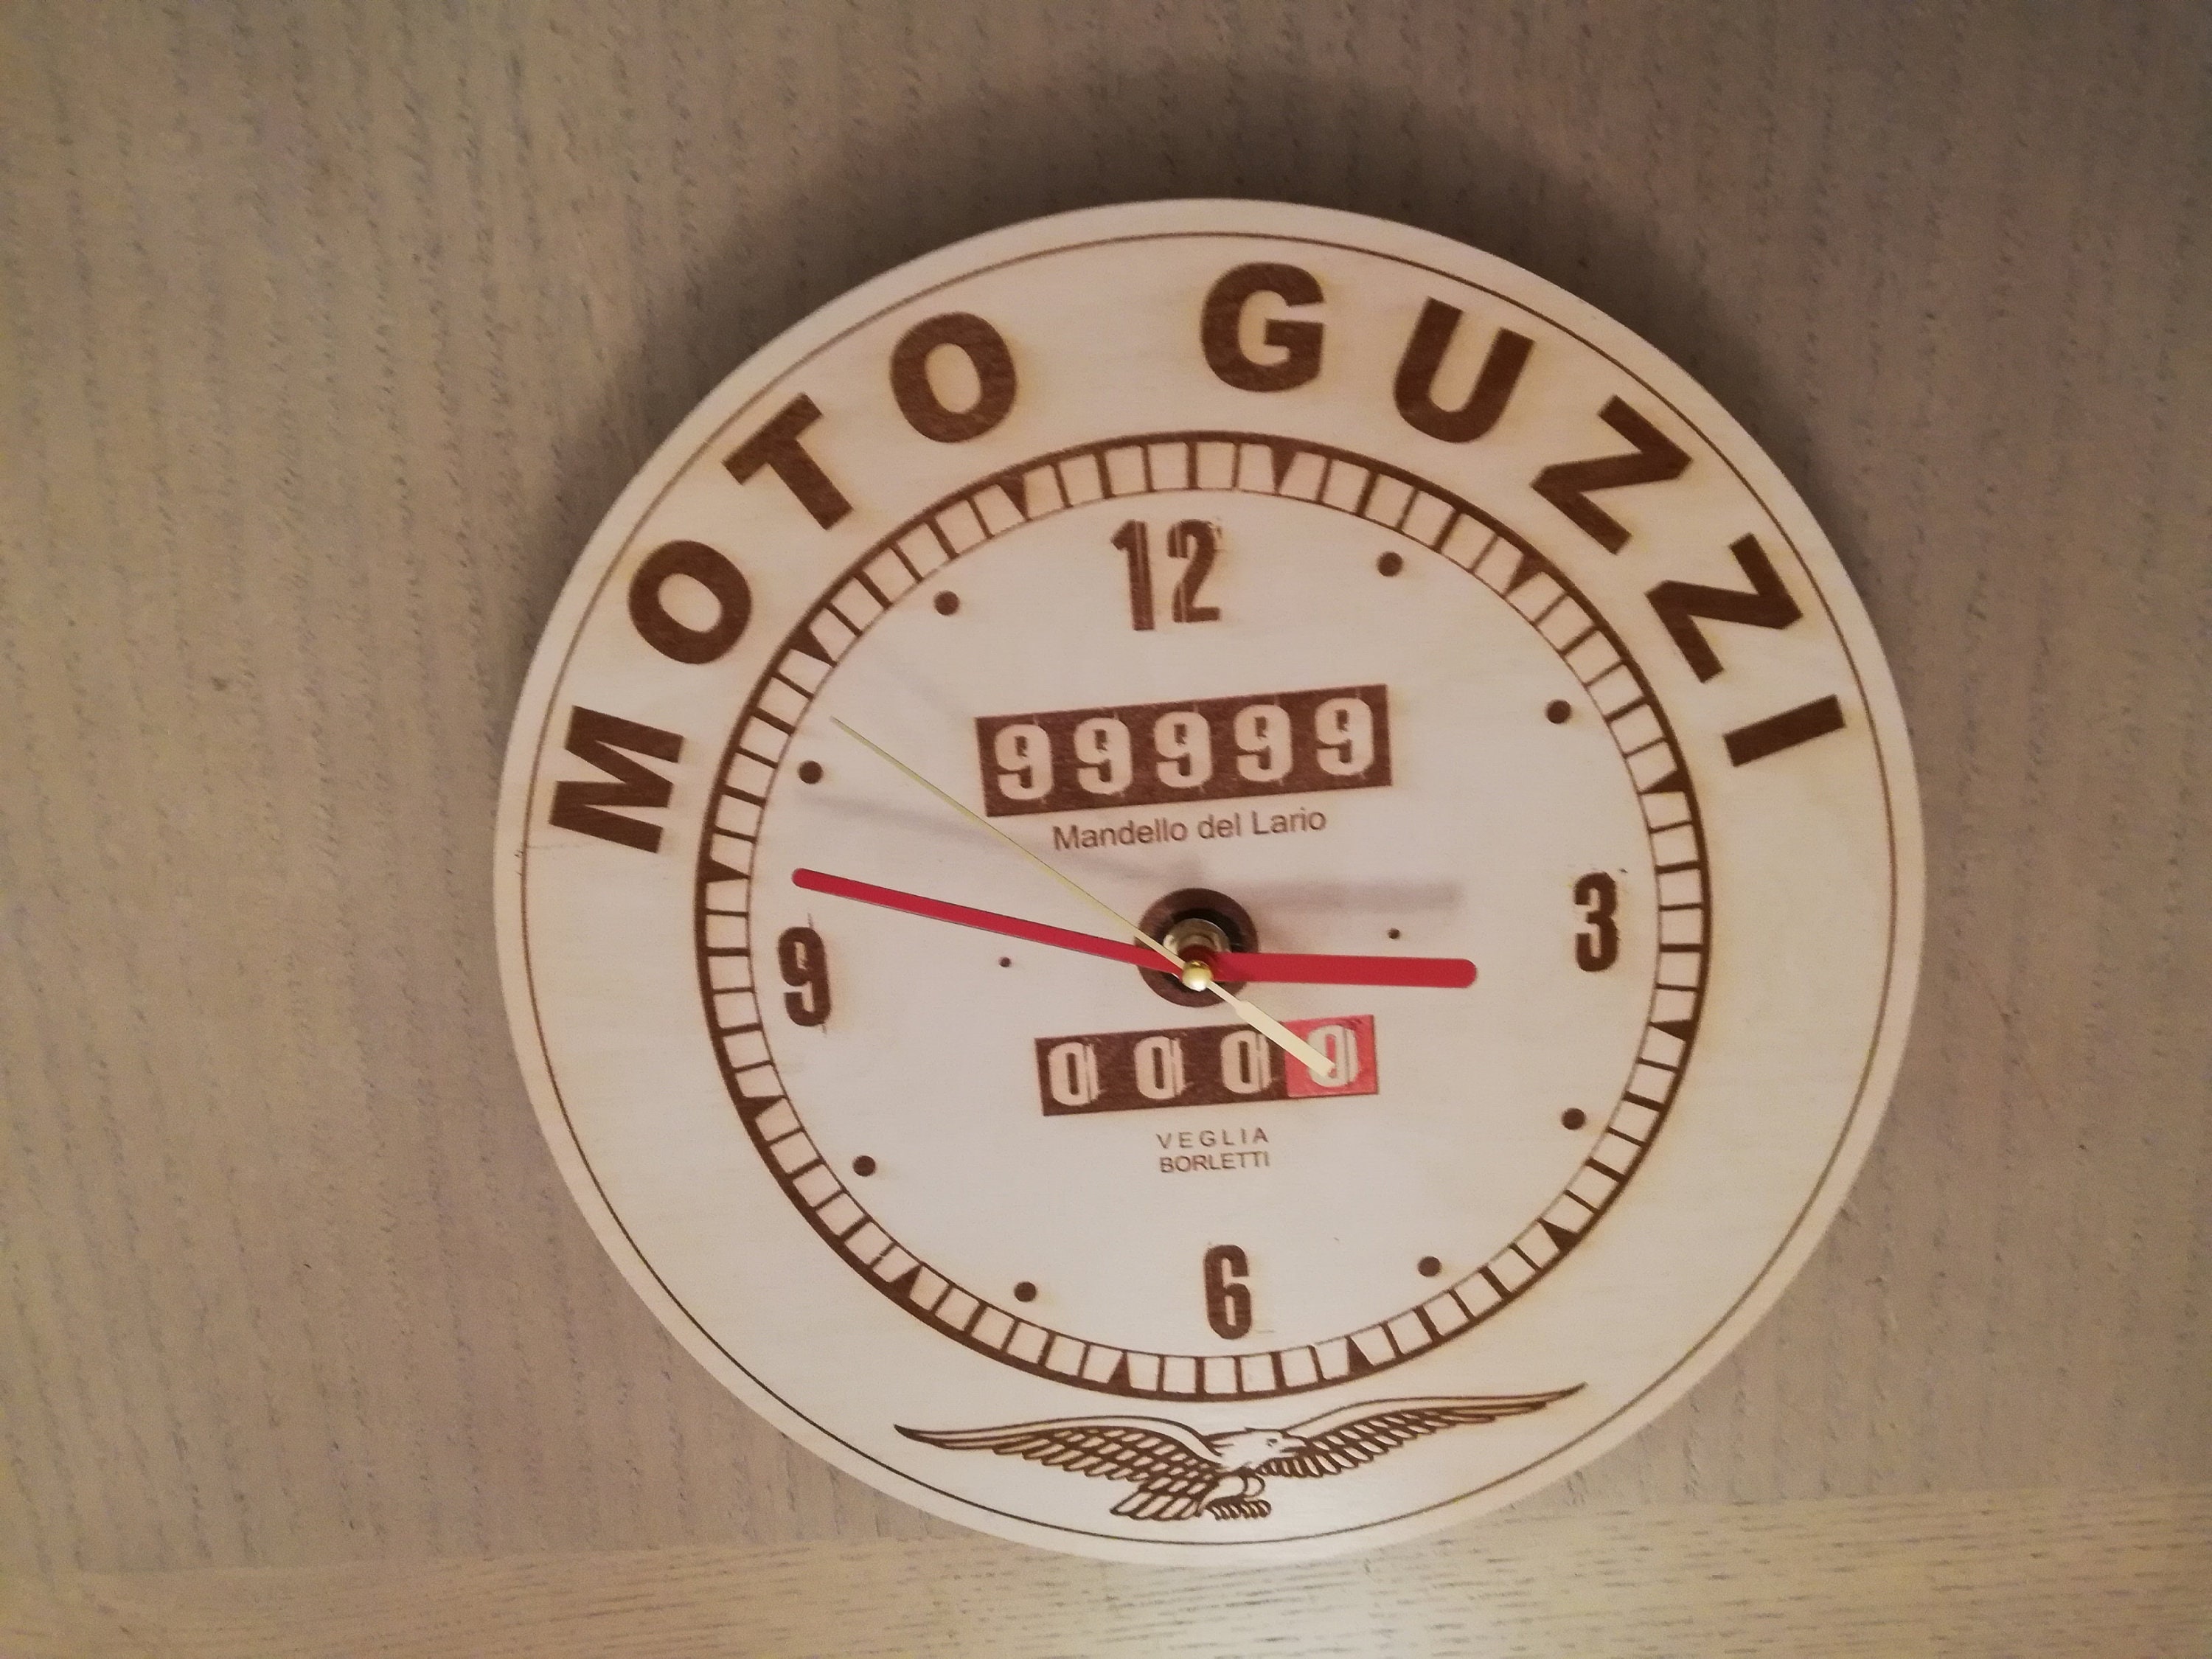 MOTO GUZZI
12
99999
Mandello del Lario
9
3
0000
VEGLIA
BORLETTI
6